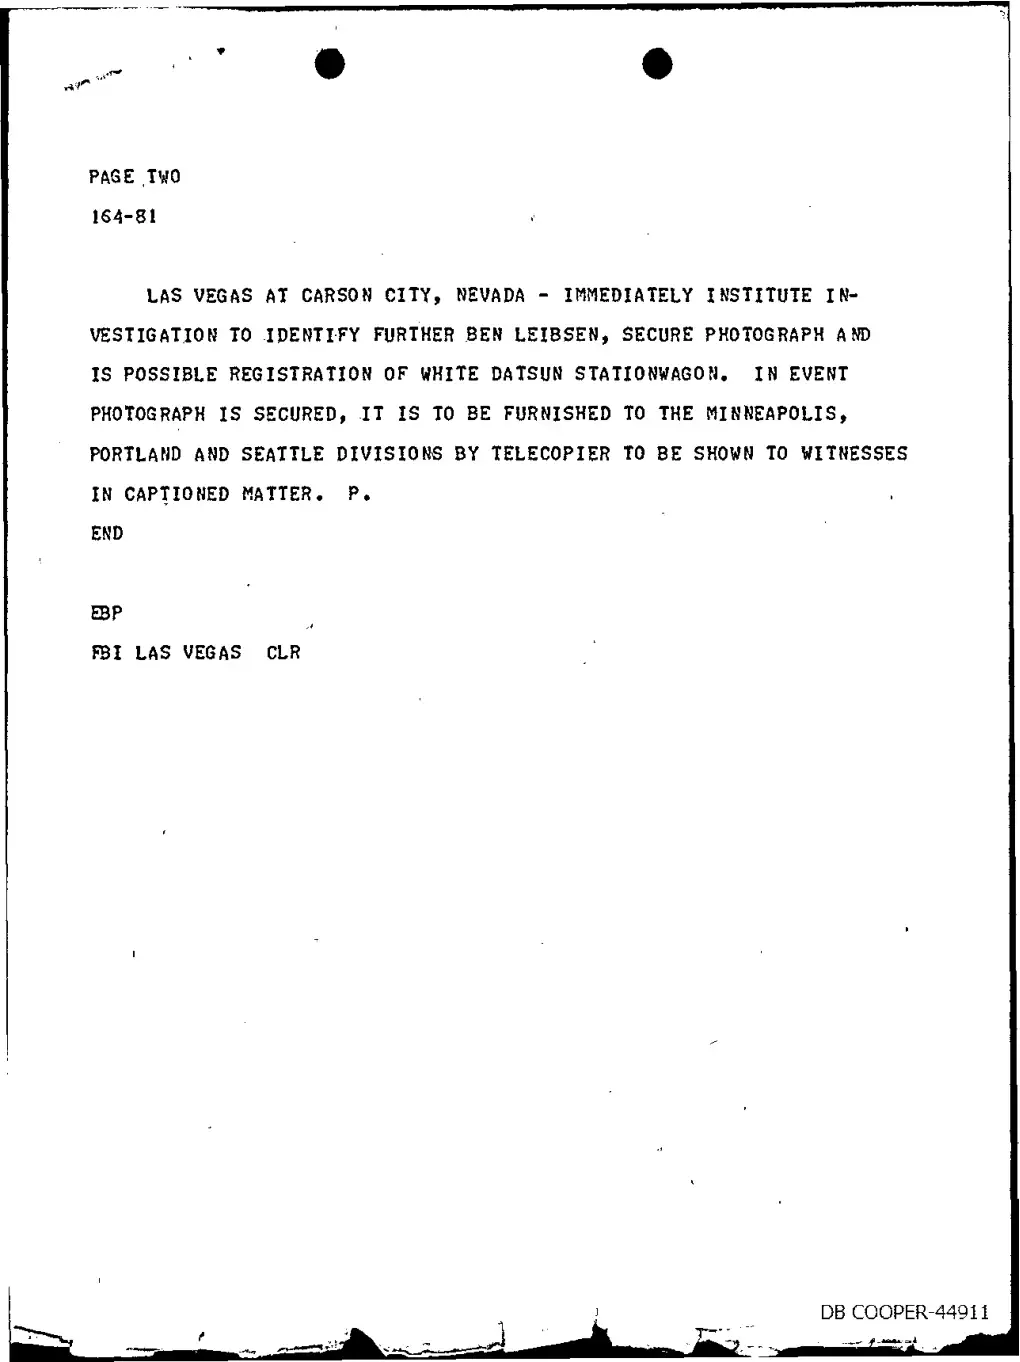 PAGE TWO
164-81
LAS VEGAS AT CARSON CITY, NEVADA - IMMEDIATELY INSTITUTE IN-
VESTIGATION TO IDENTIFY FURTHER BEN LEIBSEN, SECURE PHOTOGRAPH AND
IS POSSIBLE REGISTRATION OF WHITE DATSUN STATIONWAGON. IN EVENT
PHOTOGRAPH IS SECURED, IT IS TO BE FURNISHED TO THE MINNEAPOLIS,
PORTLAND AND SEATTLE DIVISIONS BY TELECOPIER TO BE SHOWN TO WITNESSES
IN CAPTIONED MATTER. P.
END
EBP
FBI LAS VEGAS CLR
DB COOPER-44911